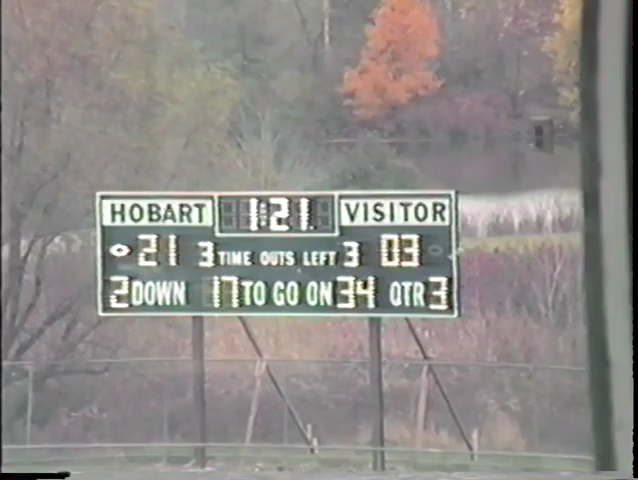 HOBART 1:21 VISITOR
21 3 TIME OUTS LEFT 3 03
2 DOWN 17 TO GO ON 34 QTR 3